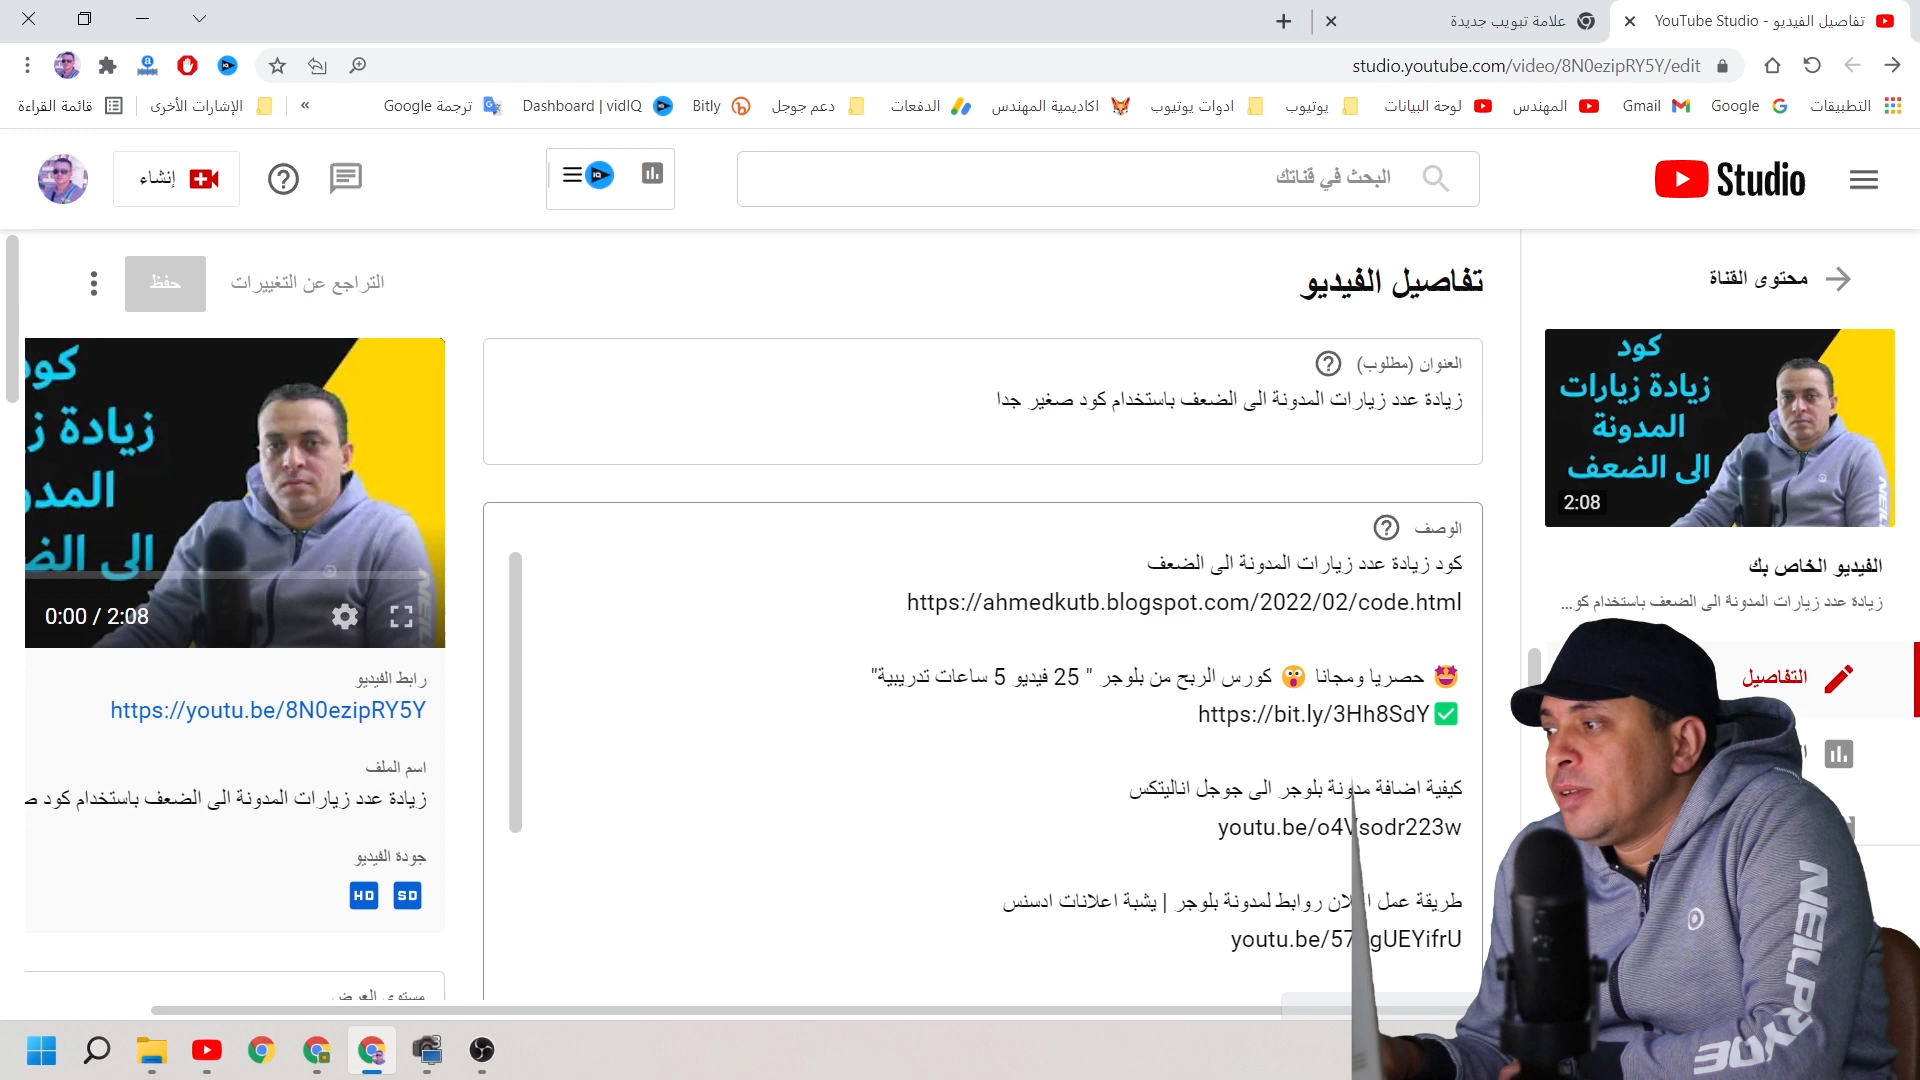 تفاصيل الفيديو - YouTube Studio
علامة تبويب جديدة
studio.youtube.com/video/8N0ezipRY5Y/edit
التطبيقات
Google
Gmail
المهندس
لوحة البيانات
يوتيوب
ادوات يوتيوب
اكاديمية المهندس
الدفعات
دعم جوجل
Bitly
Dashboard | vidIQ
ترجمة Google
»
الإشارات الأخرى
قائمة القراءة
Studio
البحث في قناتك
إنشاء
محتوى القناة
تفاصيل الفيديو
التراجع عن التغييرات
حفظ
كود
زيادة زيارات
المدونة
الى الضعف
2:08
الفيديو الخاص بك
زيادة عدد زيارات المدونة الى الضعف باستخدام كو...
التفاصيل
العنوان (مطلوب)
زيادة عدد زيارات المدونة الى الضعف باستخدام كود صغير جدا
الوصف
كود زيادة عدد زيارات المدونة الى الضعف
https://ahmedkutb.blogspot.com/2022/02/code.html
🤩 حصريا ومجانا 😲 كورس الربح من بلوجر " 25 فيديو 5 ساعات تدريبية"
✅https://bit.ly/3Hh8SdY
كيفية اضافة مدونة بلوجر الى جوجل اناليتكس
youtu.be/o4Vsodr223w
طريقة عمل روابط لمدونة بلوجر | يشبة اعلانات ادسنس
0:00 / 2:08
رابط الفيديو
https://youtu.be/8N0ezipRY5Y
اسم الملف
زيادة عدد زيارات المدونة الى الضعف باستخدام كود
جودة الفيديو
SD
HD
NEILPRYDE